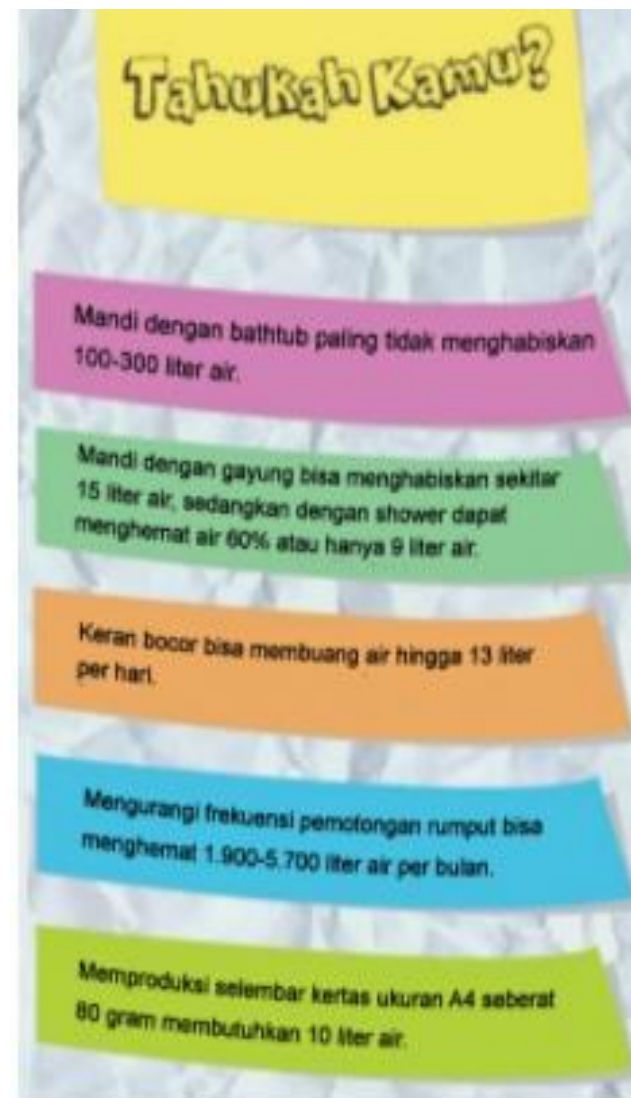 Tahukah Kamu?
Mandi dengan bathtub paling tidak menghabiskan
100-300 liter air.
Mandi dengan gayung bisa menghabiskan sekitar
15 liter air, sedangkan dengan shower dapat
menghemat air 60% atau hanya 9 liter air.
Keran bocor bisa membuang air hingga 13 liter
per hari.
Mengurangi frekuensi pemotongan rumput bisa
menghemat 1.900-5.700 liter air per bulan.
Memproduksi selembar kertas ukuran A4 seberat
80 gram membutuhkan 10 liter air.